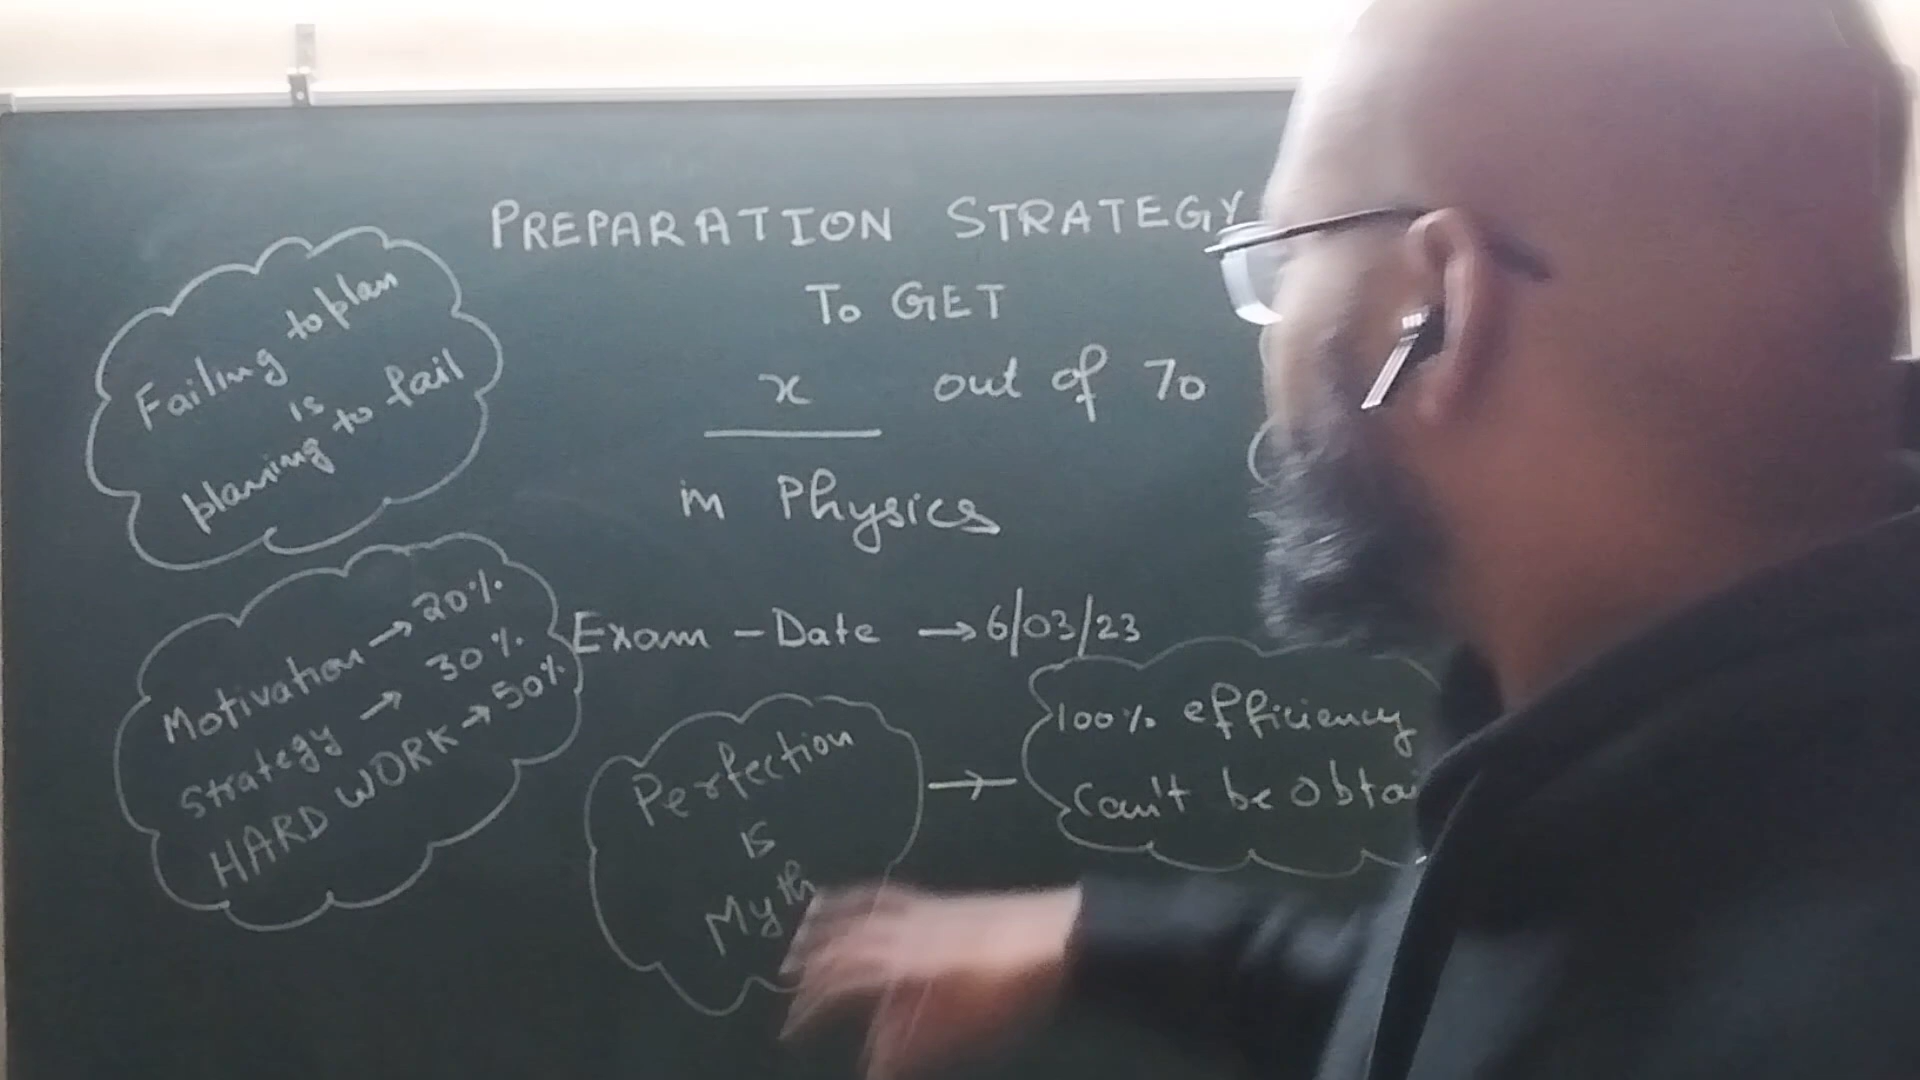 PREPARATION STRATEGY
To GET
x out of 70
in Physics
Failing to plan
is
planning to fail
Exam - Date → 6/03/23
Motivation → 20%
Strategy → 30%
HARD WORK → 50%
Perfection
is
Myth
→
100% efficiency
Can't be